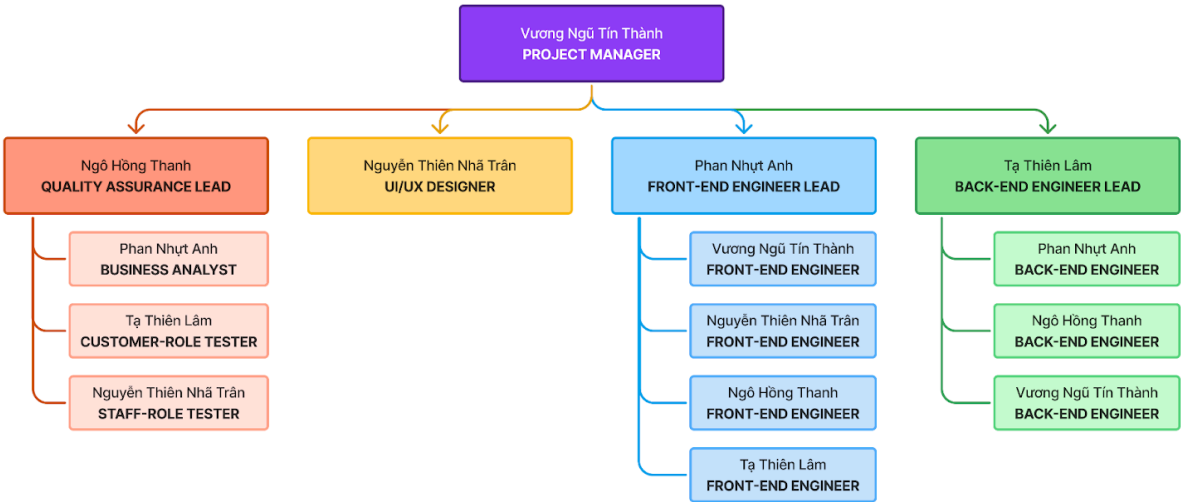 Vương Ngũ Tín Thành
PROJECT MANAGER
Ngô Hồng Thanh
QUALITY ASSURANCE LEAD
Nguyễn Thiên Nhã Trân
UI/UX DESIGNER
Phan Nhựt Anh
FRONT-END ENGINEER LEAD
Tạ Thiên Lâm
BACK-END ENGINEER LEAD
Phan Nhựt Anh
BUSINESS ANALYST
Tạ Thiên Lâm
CUSTOMER-ROLE TESTER
Nguyễn Thiên Nhã Trân
STAFF-ROLE TESTER
Vương Ngũ Tín Thành
FRONT-END ENGINEER
Nguyễn Thiên Nhã Trân
FRONT-END ENGINEER
Ngô Hồng Thanh
FRONT-END ENGINEER
Tạ Thiên Lâm
FRONT-END ENGINEER
Phan Nhựt Anh
BACK-END ENGINEER
Ngô Hồng Thanh
BACK-END ENGINEER
Vương Ngũ Tín Thành
BACK-END ENGINEER